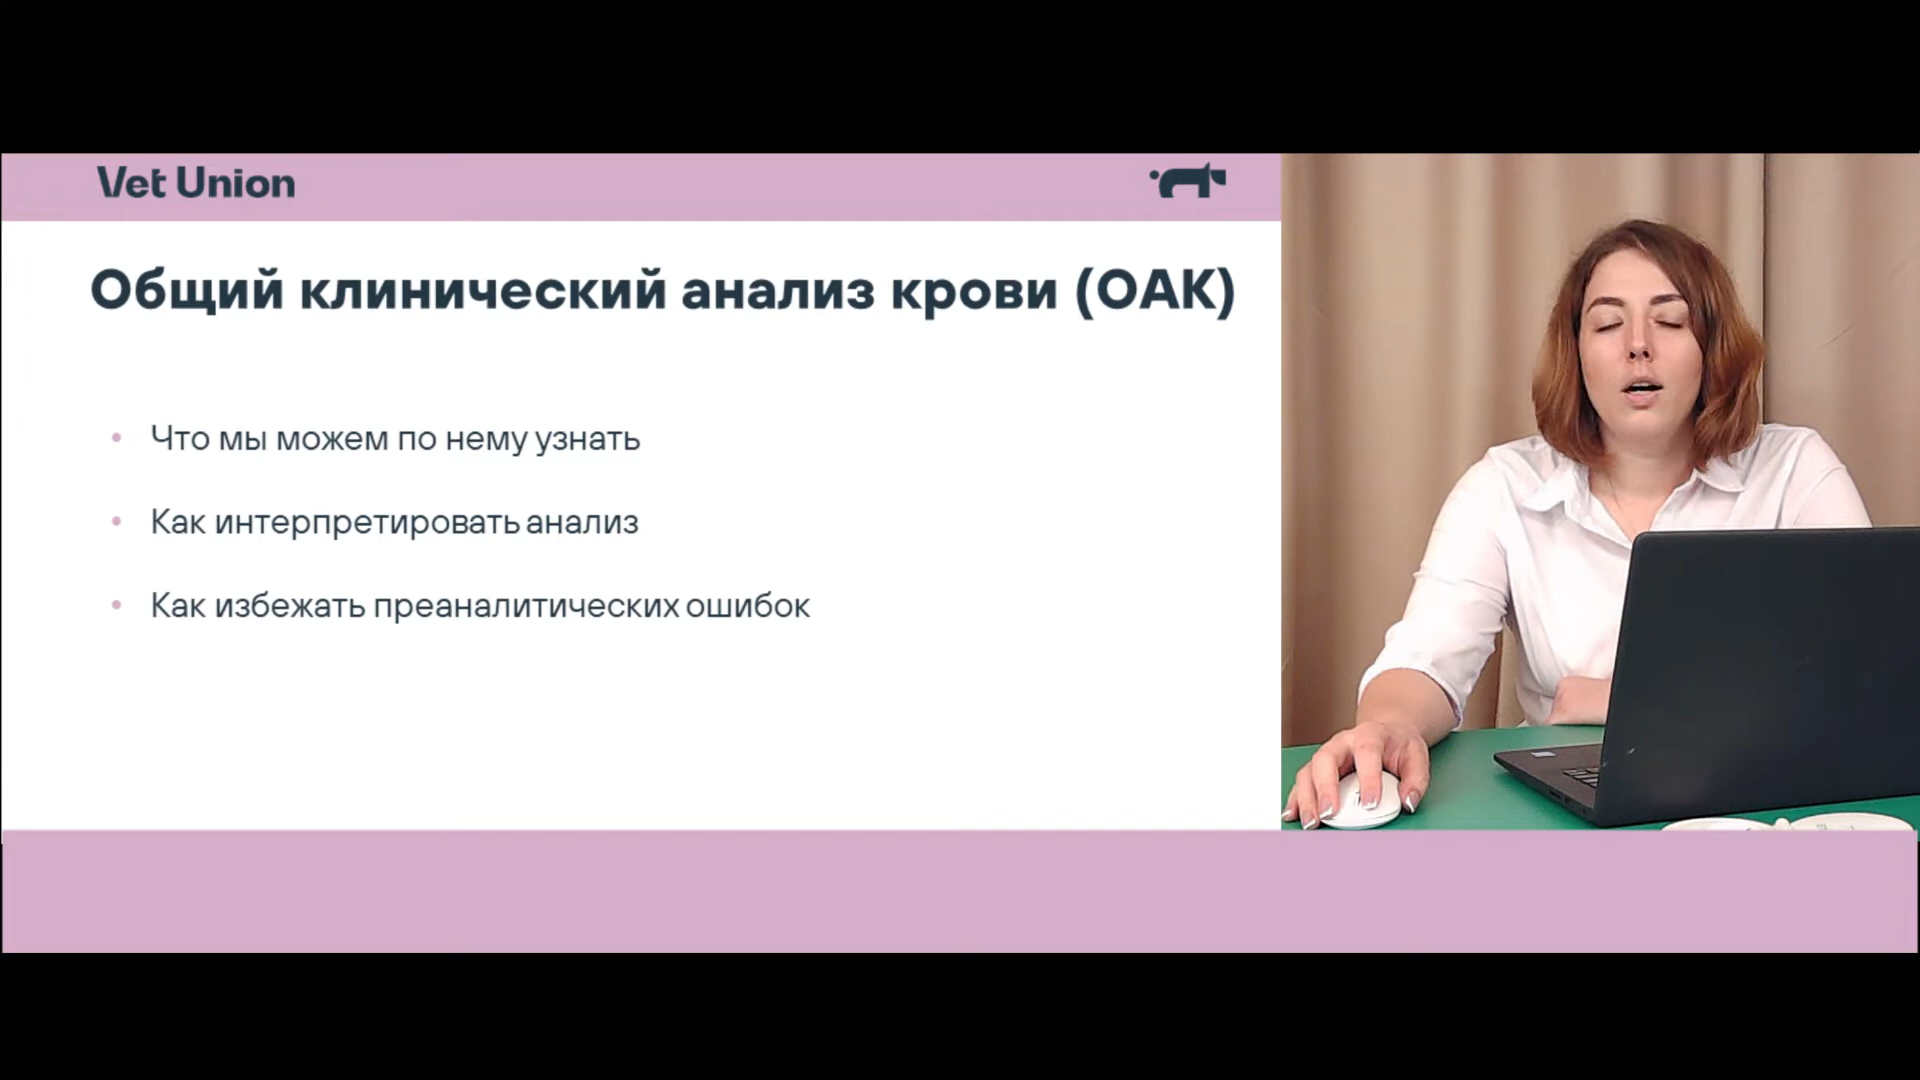 Vet Union
Общий клинический анализ крови (ОАК)
• Что мы можем по нему узнать
• Как интерпретировать анализ
• Как избежать преаналитических ошибок